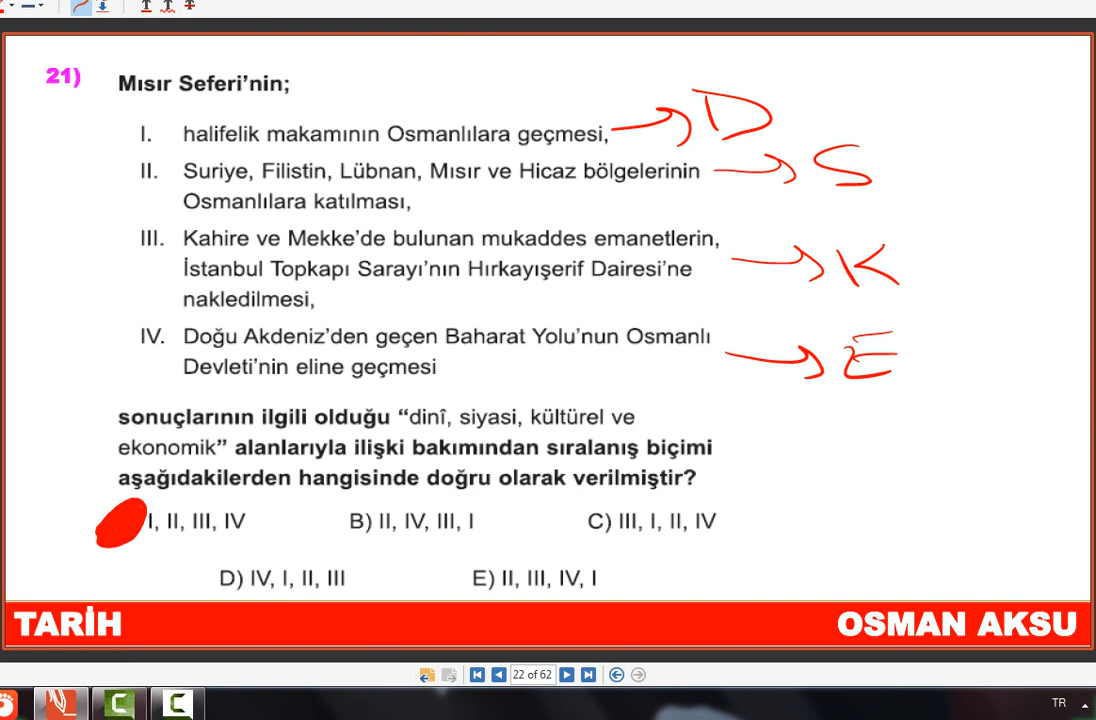 21)
Mısır Seferi'nin;
I. halifelik makamının Osmanlılara geçmesi, D
II. Suriye, Filistin, Lübnan, Mısır ve Hicaz bölgelerinin S
Osmanlılara katılması,
III. Kahire ve Mekke'de bulunan mukaddes emanetlerin,
İstanbul Topkapı Sarayı'nın Hırkayışerif Dairesi'ne K
nakledilmesi,
IV. Doğu Akdeniz'den geçen Baharat Yolu'nun Osmanlı
Devleti'nin eline geçmesi E
sonuçlarının ilgili olduğu “dinî, siyasi, kültürel ve
ekonomik” alanlarıyla ilişki bakımından sıralanış biçimi
aşağıdakilerden hangisinde doğru olarak verilmiştir?
I, II, III, IV B) II, IV, III, I C) III, I, II, IV
D) IV, I, II, III E) II, III, IV, I
TARİH OSMAN AKSU
22 of 62
TR